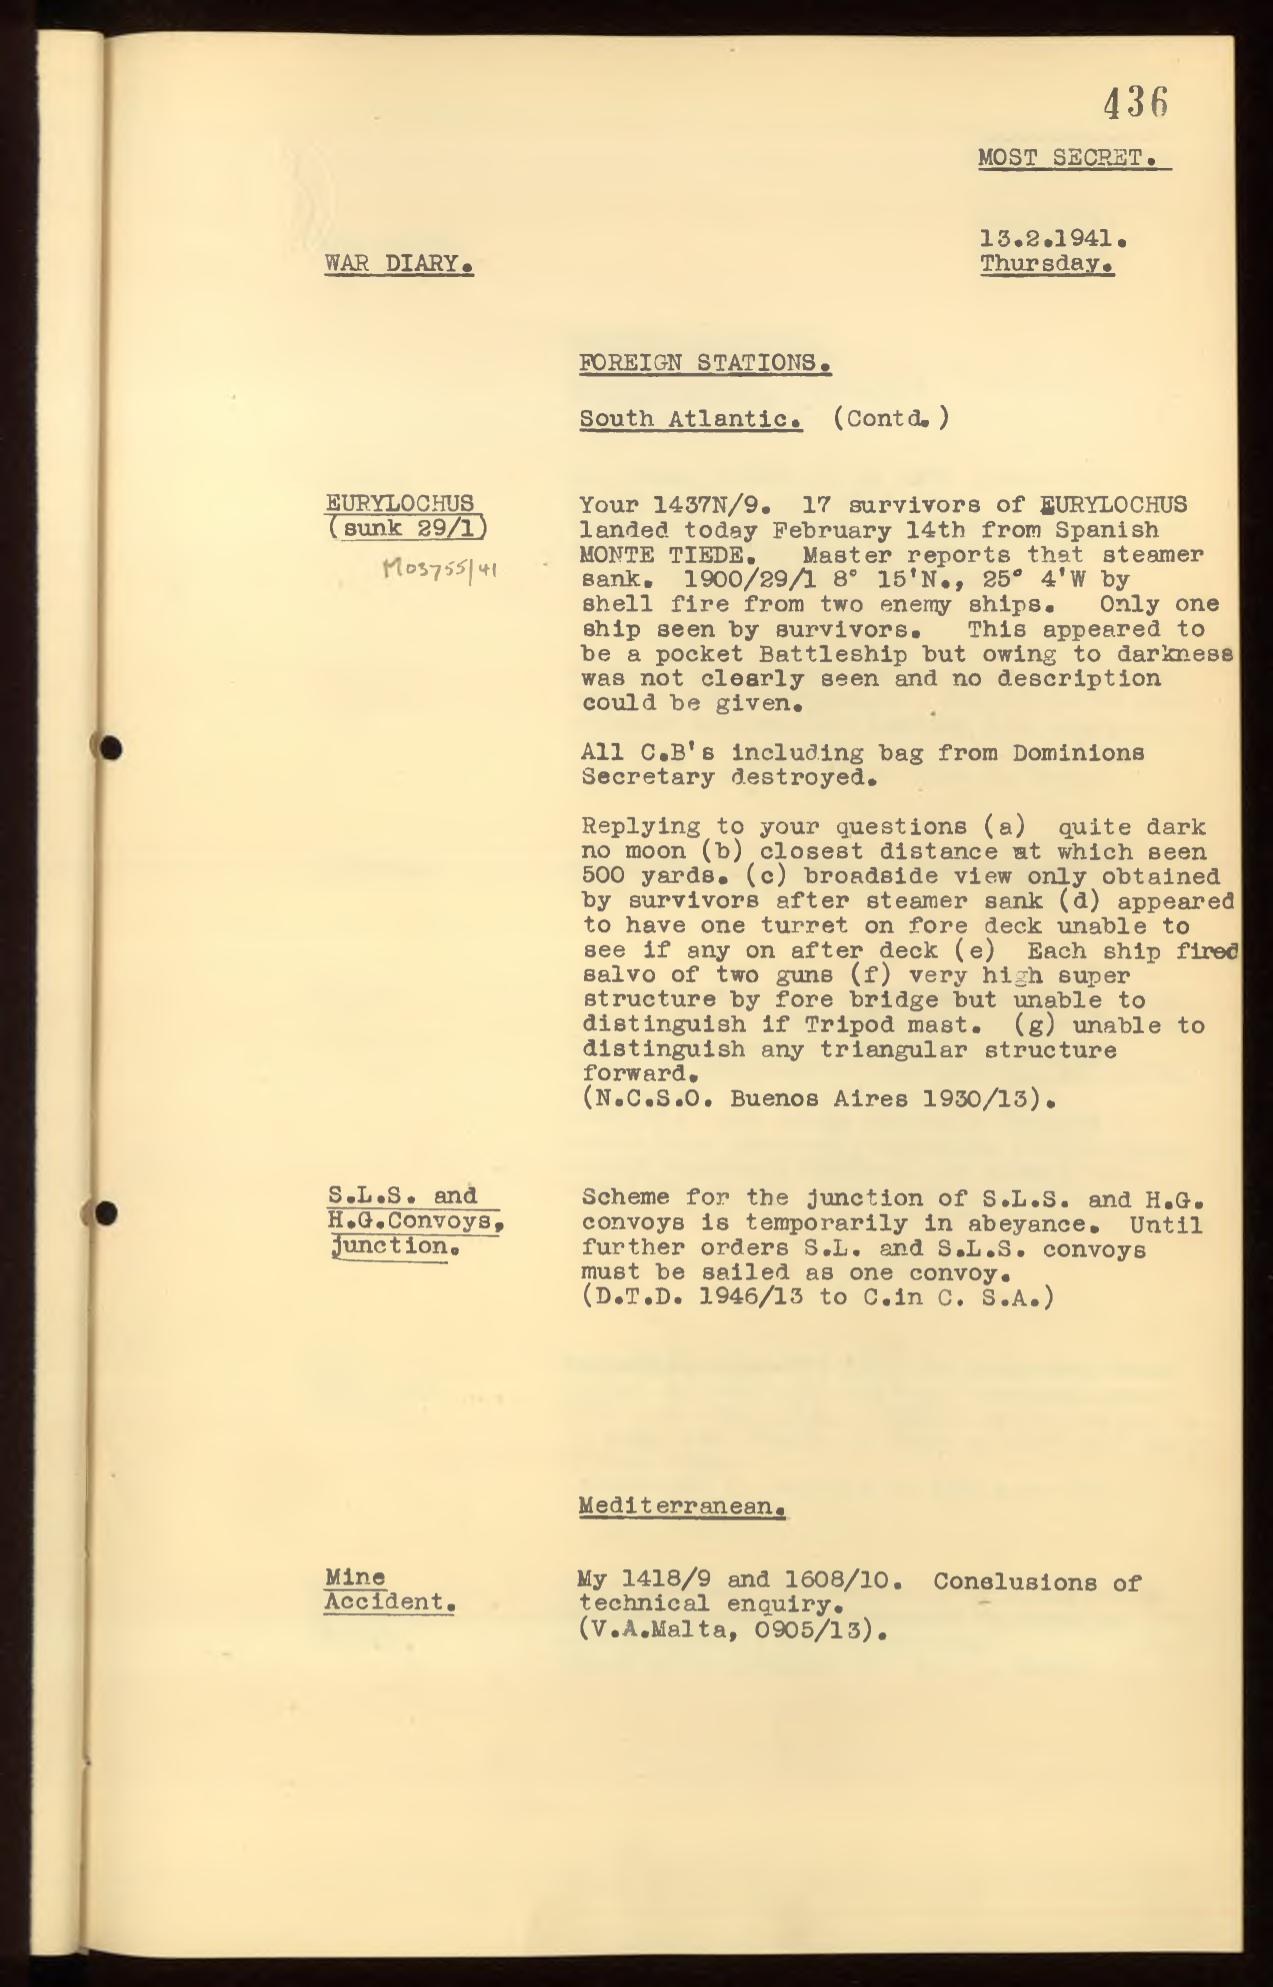 436
MOST SECRET.
13.2.1941.
WAR DIARY. Thursday.
FOREIGN STATIONS.
South Atlantic. (Contd.)
EURYLOCHUS
(sunk 29/1)
M03755/41
Your 1437N/9. 17 survivors of EURYLOCHUS
landed today February 14th from Spanish
MONTE TIEDE. Master reports that steamer
sank. 1900/29/1 8° 15'N., 25° 4'W by
shell fire from two enemy ships. Only one
ship seen by survivors. This appeared to
be a pocket Battleship but owing to darkness
was not clearly seen and no description
could be given.
All C.B's including bag from Dominions
Secretary destroyed.
Replying to your questions (a) quite dark
no moon (b) closest distance at which seen
500 yards. (c) broadside view only obtained
by survivors after steamer sank (d) appeared
to have one turret on fore deck unable to
see if any on after deck (e) Each ship fired
salvo of two guns (f) very high super
structure by fore bridge but unable to
distinguish if Tripod mast. (g) unable to
distinguish any triangular structure
forward.
(N.C.S.O. Buenos Aires 1930/13).
S.L.S. and
H.G.Convoys,
junction.
Scheme for the junction of S.L.S. and H.G.
convoys is temporarily in abeyance. Until
further orders S.L. and S.L.S. convoys
must be sailed as one convoy.
(D.T.D. 1946/13 to C.in C. S.A.)
Mediterranean.
Mine
Accident.
My 1418/9 and 1608/10. Conslusions of
technical enquiry.
(V.A.Malta, 0905/13).